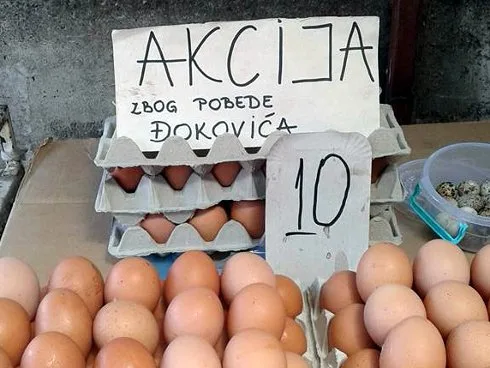 AKCIJA
ZBOG POBEDE
ĐOKOVIĆA
10